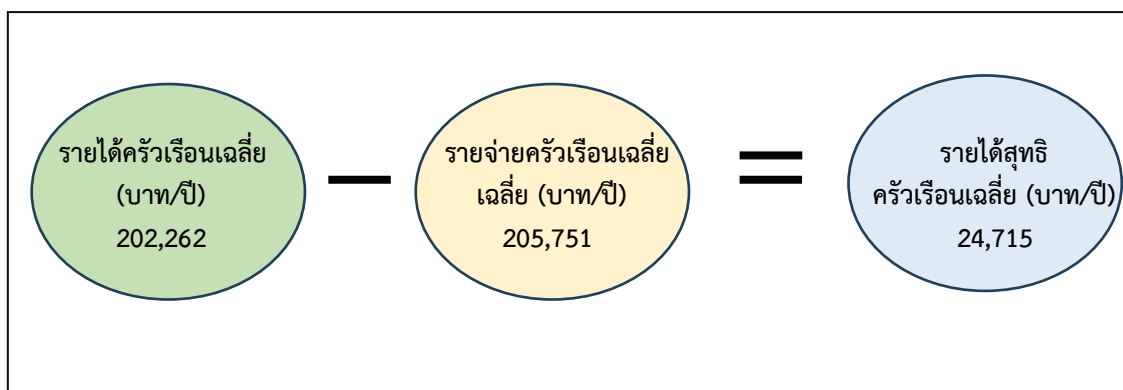 รายได้ครัวเรือนเฉลี่ย
(บาท/ปี)
202,262
—
รายจ่ายครัวเรือนเฉลี่ย
เฉลี่ย (บาท/ปี)
205,751
=
รายได้สุทธิ
ครัวเรือนเฉลี่ย (บาท/ปี)
24,715